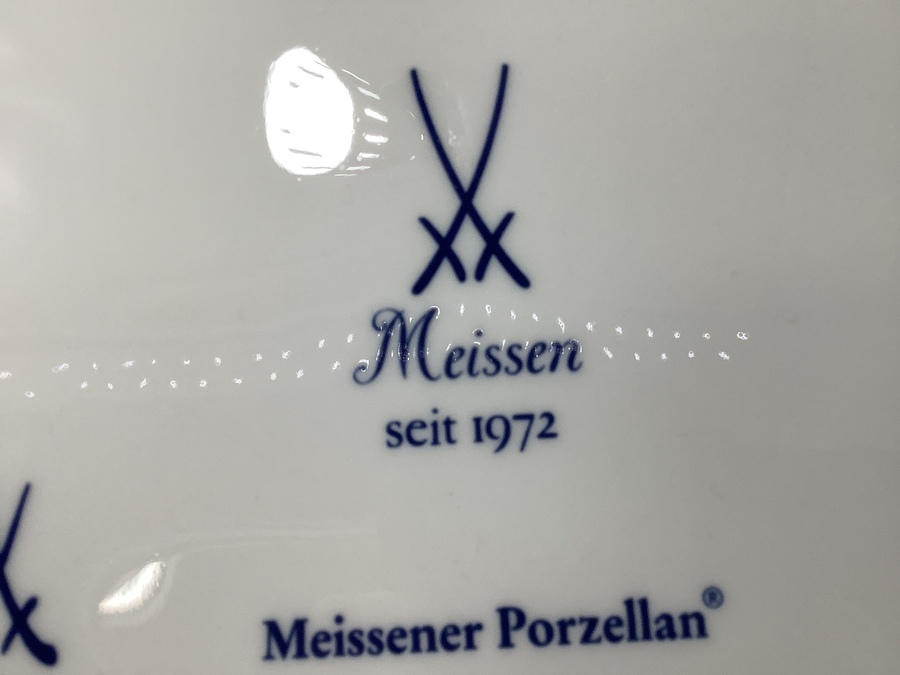 Meissen
seit 1972
Meissener Porzellan®